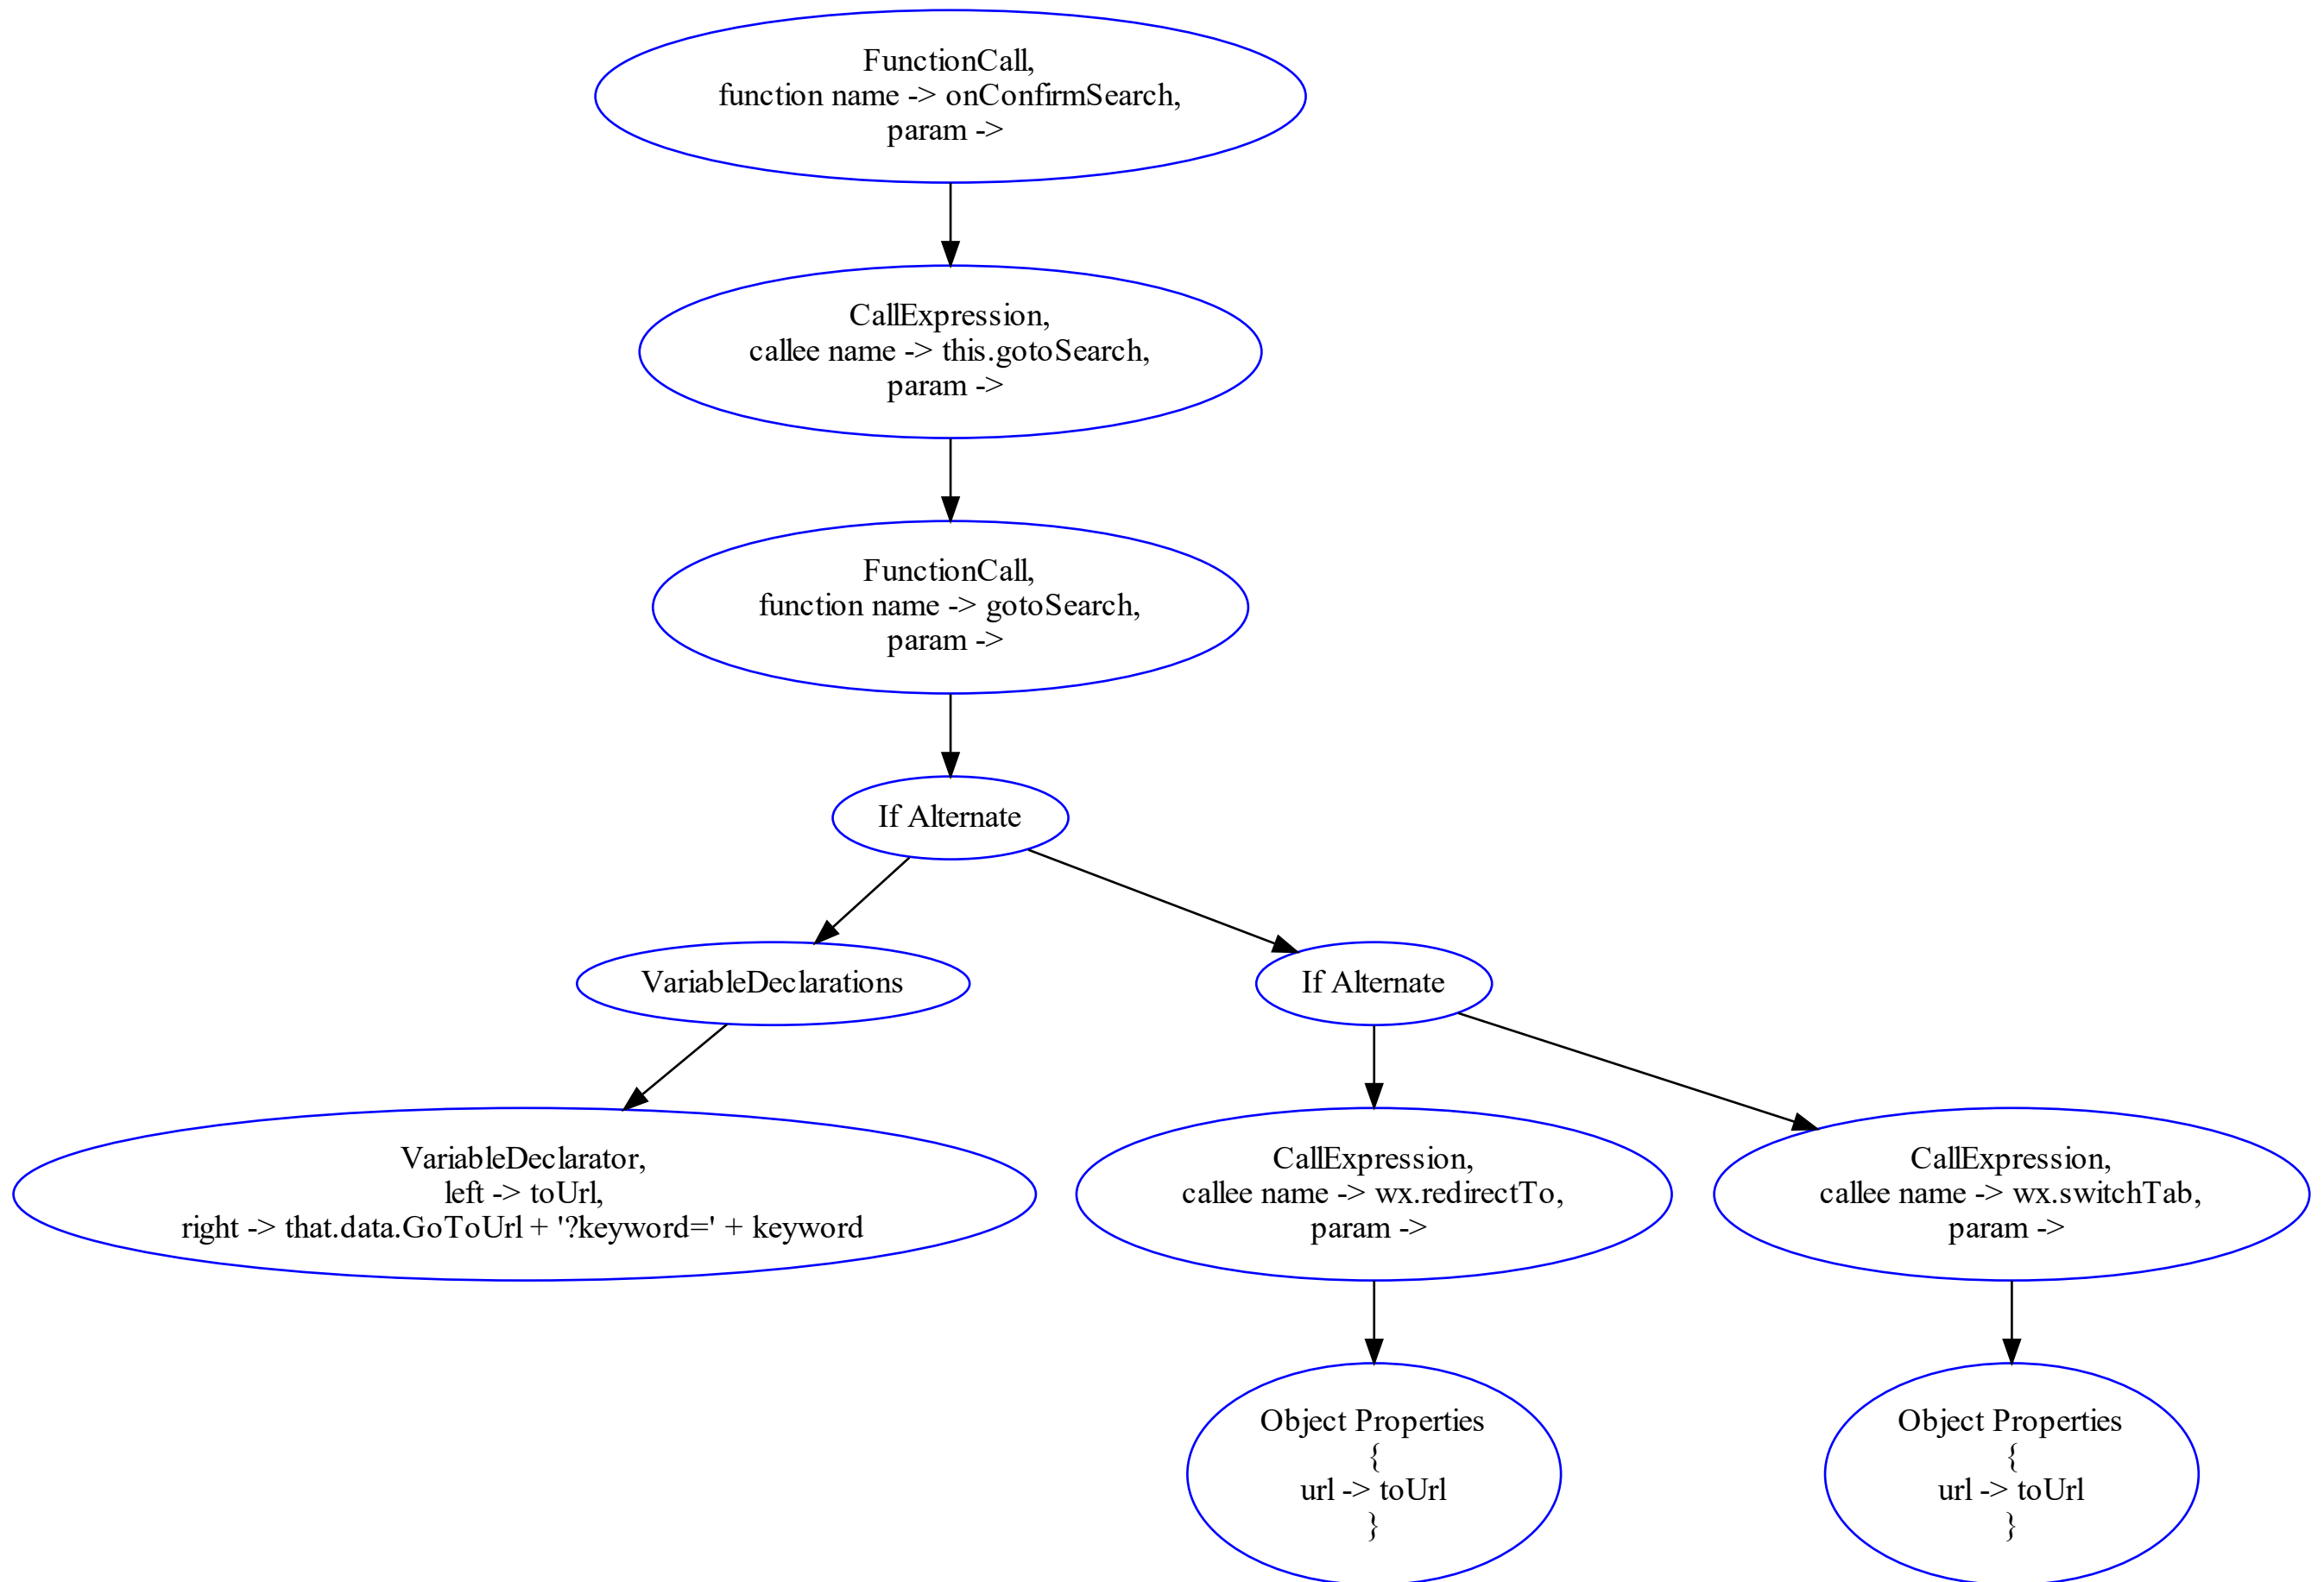 FunctionCall,
function name -> onConfirmSearch,
param ->
CallExpression,
callee name -> this.gotoSearch,
param ->
FunctionCall,
function name -> gotoSearch,
param ->
If Alternate
VariableDeclarations
If Alternate
VariableDeclarator,
left -> toUrl,
right -> that.data.GoToUrl + '?keyword=' + keyword
CallExpression,
callee name -> wx.redirectTo,
param ->
CallExpression,
callee name -> wx.switchTab,
param ->
Object Properties
{
url -> toUrl
}
Object Properties
{
url -> toUrl
}